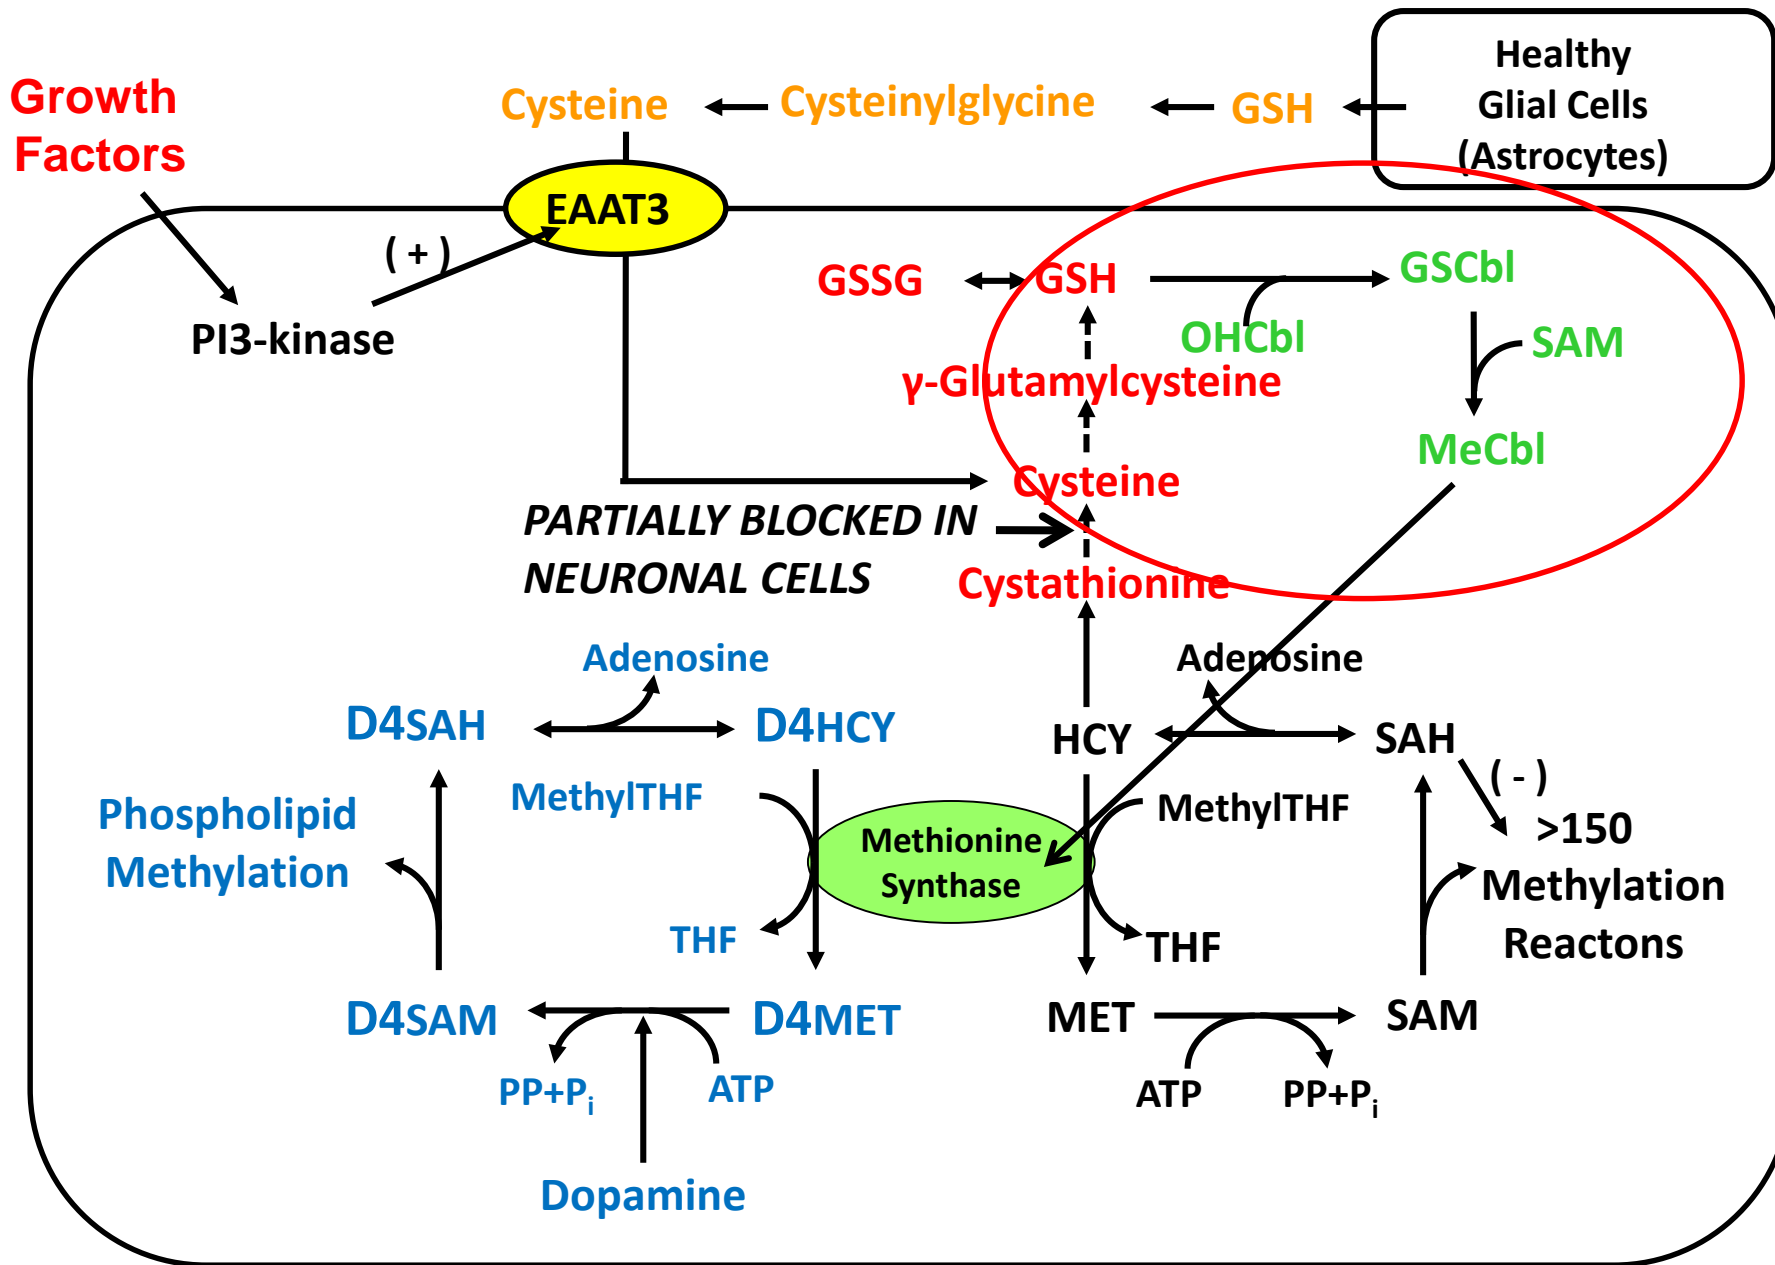 Healthy
Glial Cells
(Astrocytes)
Growth
Factors
Cysteine
Cysteinylglycine
GSH
EAAT3
( + )
PI3-kinase
GSSG
GSH
GSCbl
OHCbl
SAM
γ-Glutamylcysteine
MeCbl
Cysteine
PARTIALLY BLOCKED IN
NEURONAL CELLS
Cystathionine
Adenosine
Adenosine
D4SAH
D4HCY
HCY
SAH
( - )
MethylTHF
MethylTHF
Phospholipid
Methylation
Methionine
Synthase
>150
Methylation
Reactons
THF
THF
D4SAM
D4MET
MET
SAM
PP+Pi
ATP
ATP
PP+Pi
Dopamine